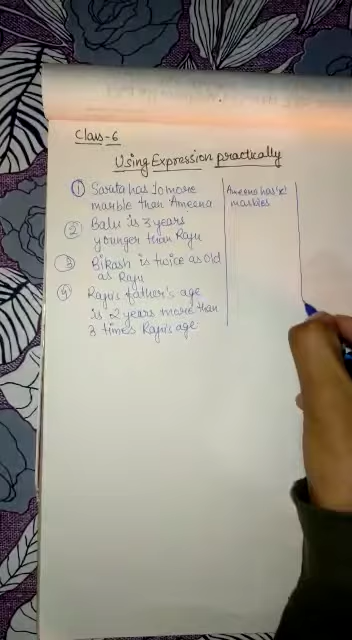 Class-6
Using Expression practically
① Sarita has 10 more
marble than Ameena
② Balu is 3 years
younger than Raju
③ Bikash is twice as old
as Raju
④ Raju's father's age
is 2 years more than
3 times Raju's age
Ameena has
marbles